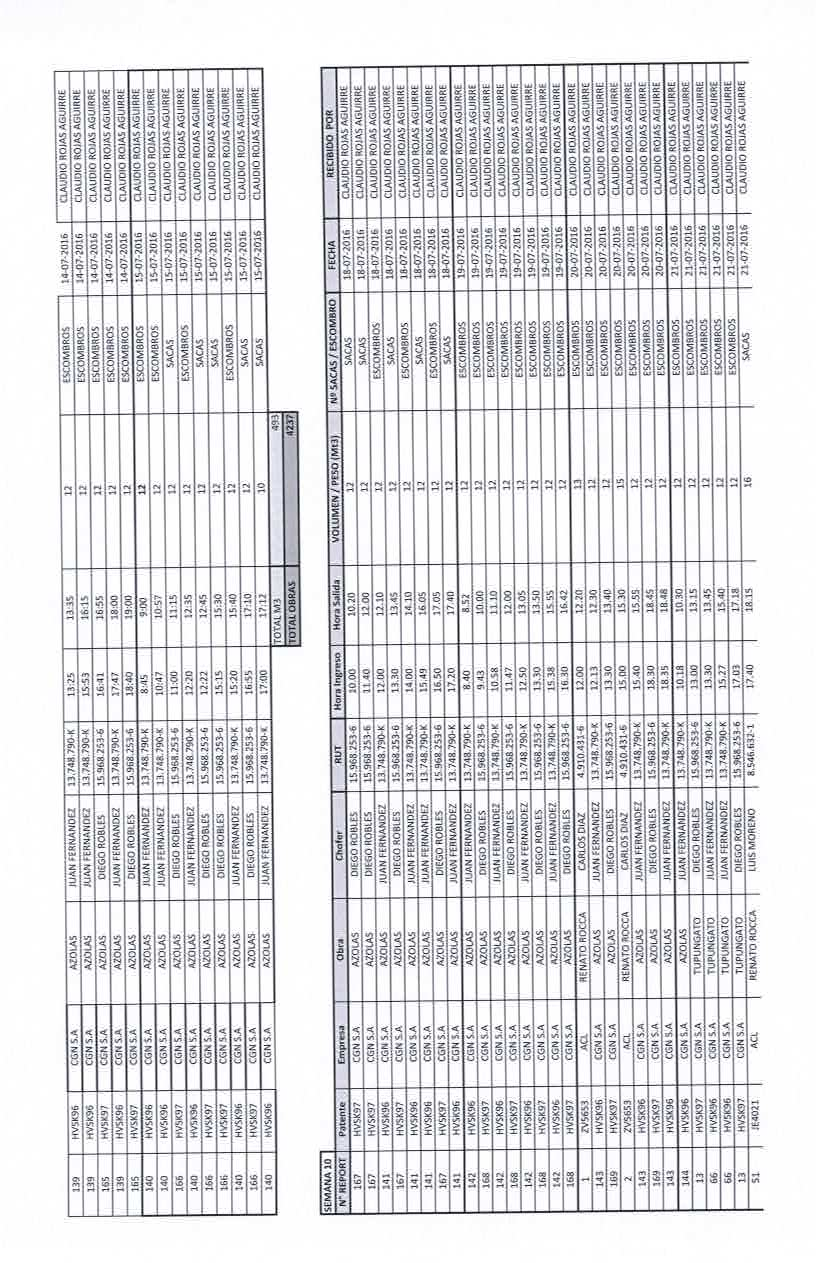 139 HVSK96 CGN S.A AZOLAS JUAN FERNANDEZ 13.748.790-K 13:25 13:35 12 ESCOMBROS 14-07-2016 CLAUDIO ROJAS AGUIRRE
139 HVSK96 CGN S.A AZOLAS JUAN FERNANDEZ 13.748.790-K 15:53 16:15 12 ESCOMBROS 14-07-2016 CLAUDIO ROJAS AGUIRRE
165 HVSK97 CGN S.A AZOLAS DIEGO ROBLES 15.968.253-6 16:41 16:55 12 ESCOMBROS 14-07-2016 CLAUDIO ROJAS AGUIRRE
139 HVSK96 CGN S.A AZOLAS JUAN FERNANDEZ 13.748.790-K 17:47 18:00 12 ESCOMBROS 14-07-2016 CLAUDIO ROJAS AGUIRRE
165 HVSK97 CGN S.A AZOLAS DIEGO ROBLES 15.968.253-6 18:40 19:00 12 ESCOMBROS 14-07-2016 CLAUDIO ROJAS AGUIRRE
140 HVSK96 CGN S.A AZOLAS JUAN FERNANDEZ 13.748.790-K 8:45 9:00 12 ESCOMBROS 15-07-2016 CLAUDIO ROJAS AGUIRRE
140 HVSK96 CGN S.A AZOLAS JUAN FERNANDEZ 13.748.790-K 10:47 10:57 12 ESCOMBROS 15-07-2016 CLAUDIO ROJAS AGUIRRE
166 HVSK97 CGN S.A AZOLAS DIEGO ROBLES 15.968.253-6 11:00 11:15 12 SACAS 15-07-2016 CLAUDIO ROJAS AGUIRRE
140 HVSK96 CGN S.A AZOLAS JUAN FERNANDEZ 13.748.790-K 12:20 12:35 12 ESCOMBROS 15-07-2016 CLAUDIO ROJAS AGUIRRE
166 HVSK97 CGN S.A AZOLAS DIEGO ROBLES 15.968.253-6 12:22 12:45 12 SACAS 15-07-2016 CLAUDIO ROJAS AGUIRRE
166 HVSK97 CGN S.A AZOLAS DIEGO ROBLES 15.968.253-6 15:15 15:30 12 SACAS 15-07-2016 CLAUDIO ROJAS AGUIRRE
140 HVSK96 CGN S.A AZOLAS JUAN FERNANDEZ 13.748.790-K 15:20 15:40 12 ESCOMBROS 15-07-2016 CLAUDIO ROJAS AGUIRRE
166 HVSK97 CGN S.A AZOLAS DIEGO ROBLES 15.968.253-6 16:55 17:10 12 SACAS 15-07-2016 CLAUDIO ROJAS AGUIRRE
140 HVSK96 CGN S.A AZOLAS JUAN FERNANDEZ 13.748.790-K 17:00 17:12 10 SACAS 15-07-2016 CLAUDIO ROJAS AGUIRRE
TOTAL M3 493
TOTAL OBRAS 4237
SEMANA 10
N° REPORT Patente Empresa Obra Chofer RUT Hora Ingreso Hora Salida VOLUMEN / PESO (Mt3) Nº SACAS / ESCOMBRO FECHA RECIBIDO POR
167 HVSK97 CGN S.A AZOLAS DIEGO ROBLES 15.968.253-6 10.00 10.20 12 SACAS 18-07-2016 CLAUDIO ROJAS AGUIRRE
167 HVSK97 CGN S.A AZOLAS DIEGO ROBLES 15.968.253-6 11.40 12.00 12 SACAS 18-07-2016 CLAUDIO ROJAS AGUIRRE
141 HVSK96 CGN S.A AZOLAS JUAN FERNANDEZ 13.748.790-K 12.00 12.10 12 ESCOMBROS 18-07-2016 CLAUDIO ROJAS AGUIRRE
167 HVSK97 CGN S.A AZOLAS DIEGO ROBLES 15.968.253-6 13.30 13.45 12 SACAS 18-07-2016 CLAUDIO ROJAS AGUIRRE
141 HVSK96 CGN S.A AZOLAS JUAN FERNANDEZ 13.748.790-K 14.00 14.10 12 ESCOMBROS 18-07-2016 CLAUDIO ROJAS AGUIRRE
141 HVSK96 CGN S.A AZOLAS JUAN FERNANDEZ 13.748.790-K 15.49 16.05 12 SACAS 18-07-2016 CLAUDIO ROJAS AGUIRRE
167 HVSK97 CGN S.A AZOLAS DIEGO ROBLES 15.968.253-6 16.50 17.05 12 ESCOMBROS 18-07-2016 CLAUDIO ROJAS AGUIRRE
141 HVSK96 CGN S.A AZOLAS JUAN FERNANDEZ 13.748.790-K 17.20 17.40 12 SACAS 18-07-2016 CLAUDIO ROJAS AGUIRRE
142 HVSK96 CGN S.A AZOLAS JUAN FERNANDEZ 13.748.790-K 8.40 8.52 12 ESCOMBROS 19-07-2016 CLAUDIO ROJAS AGUIRRE
168 HVSK97 CGN S.A AZOLAS DIEGO ROBLES 15.968.253-6 9.43 10.00 12 ESCOMBROS 19-07-2016 CLAUDIO ROJAS AGUIRRE
142 HVSK96 CGN S.A AZOLAS JUAN FERNANDEZ 13.748.790-K 10.58 11.10 12 ESCOMBROS 19-07-2016 CLAUDIO ROJAS AGUIRRE
168 HVSK97 CGN S.A AZOLAS DIEGO ROBLES 15.968.253-6 11.47 12.00 12 ESCOMBROS 19-07-2016 CLAUDIO ROJAS AGUIRRE
142 HVSK96 CGN S.A AZOLAS JUAN FERNANDEZ 13.748.790-K 12.50 13.05 12 ESCOMBROS 19-07-2016 CLAUDIO ROJAS AGUIRRE
168 HVSK97 CGN S.A AZOLAS DIEGO ROBLES 15.968.253-6 13.30 13.50 12 ESCOMBROS 19-07-2016 CLAUDIO ROJAS AGUIRRE
142 HVSK96 CGN S.A AZOLAS JUAN FERNANDEZ 13.748.790-K 15.38 15.55 12 ESCOMBROS 19-07-2016 CLAUDIO ROJAS AGUIRRE
168 HVSK97 CGN S.A AZOLAS DIEGO ROBLES 15.968.253-6 16.30 16.42 12 ESCOMBROS 19-07-2016 CLAUDIO ROJAS AGUIRRE
1 ZV5653 ACL RENATO ROCCA CARLOS DIAZ 4.910.431-6 12.00 12.20 13 ESCOMBROS 20-07-2016 CLAUDIO ROJAS AGUIRRE
143 HVSK96 CGN S.A AZOLAS JUAN FERNANDEZ 13.748.790-K 12.13 12.30 12 ESCOMBROS 20-07-2016 CLAUDIO ROJAS AGUIRRE
169 HVSK97 CGN S.A AZOLAS DIEGO ROBLES 15.968.253-6 13.30 13.40 12 ESCOMBROS 20-07-2016 CLAUDIO ROJAS AGUIRRE
2 ZV5653 ACL RENATO ROCCA CARLOS DIAZ 4.910.431-6 15.00 15.30 15 ESCOMBROS 20-07-2016 CLAUDIO ROJAS AGUIRRE
143 HVSK96 CGN S.A AZOLAS JUAN FERNANDEZ 13.748.790-K 15.40 15.55 12 ESCOMBROS 20-07-2016 CLAUDIO ROJAS AGUIRRE
169 HVSK97 CGN S.A AZOLAS DIEGO ROBLES 15.968.253-6 18.30 18.45 12 ESCOMBROS 20-07-2016 CLAUDIO ROJAS AGUIRRE
143 HVSK96 CGN S.A AZOLAS JUAN FERNANDEZ 13.748.790-K 18.35 18.48 12 ESCOMBROS 20-07-2016 CLAUDIO ROJAS AGUIRRE
144 HVSK96 CGN S.A AZOLAS JUAN FERNANDEZ 13.748.790-K 10.18 10.30 12 ESCOMBROS 21-07-2016 CLAUDIO ROJAS AGUIRRE
13 HVSK97 CGN S.A TUPUNGATO DIEGO ROBLES 15.968.253-6 13.00 13.15 12 ESCOMBROS 21-07-2016 CLAUDIO ROJAS AGUIRRE
66 HVSK96 CGN S.A TUPUNGATO JUAN FERNANDEZ 13.748.790-K 13.30 13.45 12 ESCOMBROS 21-07-2016 CLAUDIO ROJAS AGUIRRE
66 HVSK96 CGN S.A TUPUNGATO JUAN FERNANDEZ 13.748.790-K 15.27 15.40 12 ESCOMBROS 21-07-2016 CLAUDIO ROJAS AGUIRRE
13 HVSK97 CGN S.A TUPUNGATO DIEGO ROBLES 15.968.253-6 17.03 17.18 12 ESCOMBROS 21-07-2016 CLAUDIO ROJAS AGUIRRE
51 JE4021 ACL RENATO ROCCA LUIS MORENO 8.546.632-1 17.40 18.15 16 SACAS 21-07-2016 CLAUDIO ROJAS AGUIRRE